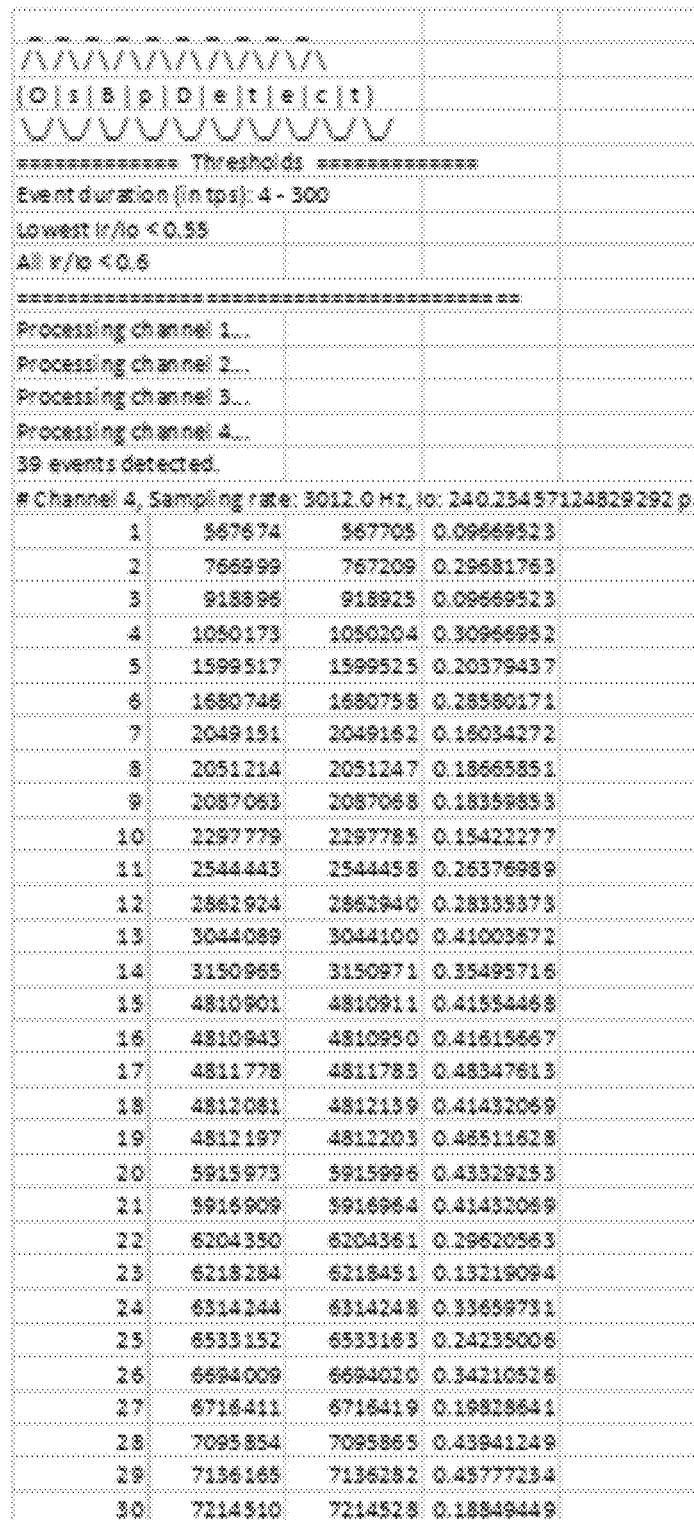 _ _ _ _ _ _ _ _ _ _
/\/\/\/\/\/\/\/\/\/\
(O|s|B|p|D|e|t|e|c|t)
\_/\_/\_/\_/\_/\_/\_/\_/\_/\_/
============= Thresholds =============
Event duration (in tps): 4 - 300
Lowest Ir/Io < 0.55
All Ir/Io < 0.6
=========================================
Processing channel 1...
Processing channel 2...
Processing channel 3...
Processing channel 4...
39 events detected.
# Channel 4, Sampling rate: 3012.0 Hz, Io: 240.234571248292​92 p
1 567674 567705 0.09669523
2 766999 767209 0.29681763
3 918896 918925 0.09669523
4 1050173 1050204 0.30966952
5 1599517 1599525 0.20379437
6 1680746 1680758 0.28580171
7 2049151 2049162 0.16034272
8 2051214 2051247 0.18665851
9 2087063 2087068 0.18359853
10 2297779 2297785 0.15422277
11 2544443 2544458 0.26376989
12 2862924 2862940 0.28335373
13 3044089 3044100 0.41003672
14 3150965 3150971 0.35495716
15 4810901 4810911 0.41554468
16 4810943 4810950 0.41615667
17 4811778 4811783 0.48347613
18 4812081 4812139 0.41432069
19 4812197 4812203 0.46511628
20 5915973 5915996 0.43329253
21 5916909 5916964 0.41432069
22 6204350 6204361 0.29620563
23 6218284 6218451 0.13219094
24 6314244 6314248 0.33659731
25 6533152 6533163 0.24235006
26 6694009 6694020 0.34210526
27 6716411 6716419 0.19828641
28 7095854 7095865 0.43941249
29 7136165 7136282 0.45777234
30 7214510 7214528 0.18849449